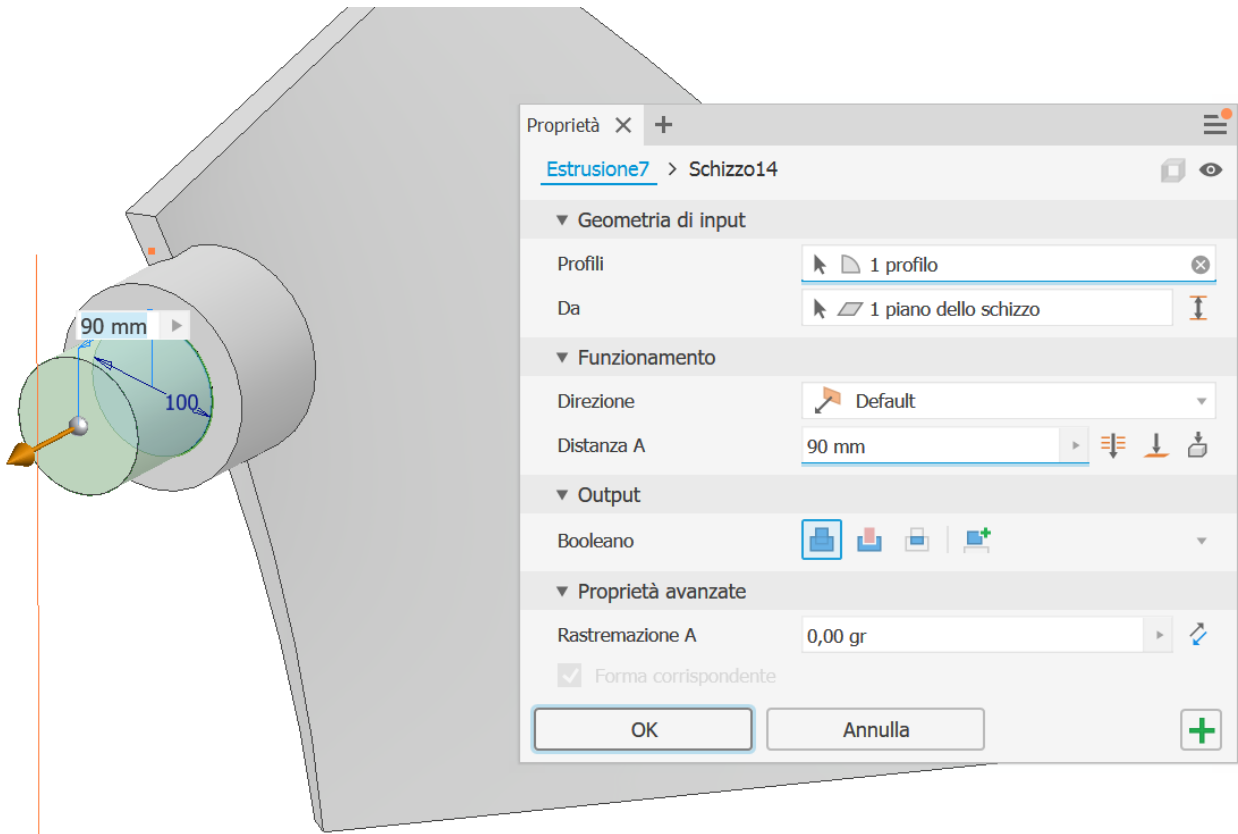 Proprietà
Estrusione7 > Schizzo14
Geometria di input
Profili
1 profilo
Da
1 piano dello schizzo
90 mm
100
Funzionamento
Direzione
Default
Distanza A
90 mm
Output
Booleano
Proprietà avanzate
Rastremazione A
0,00 gr
Forma corrispondente
OK
Annulla